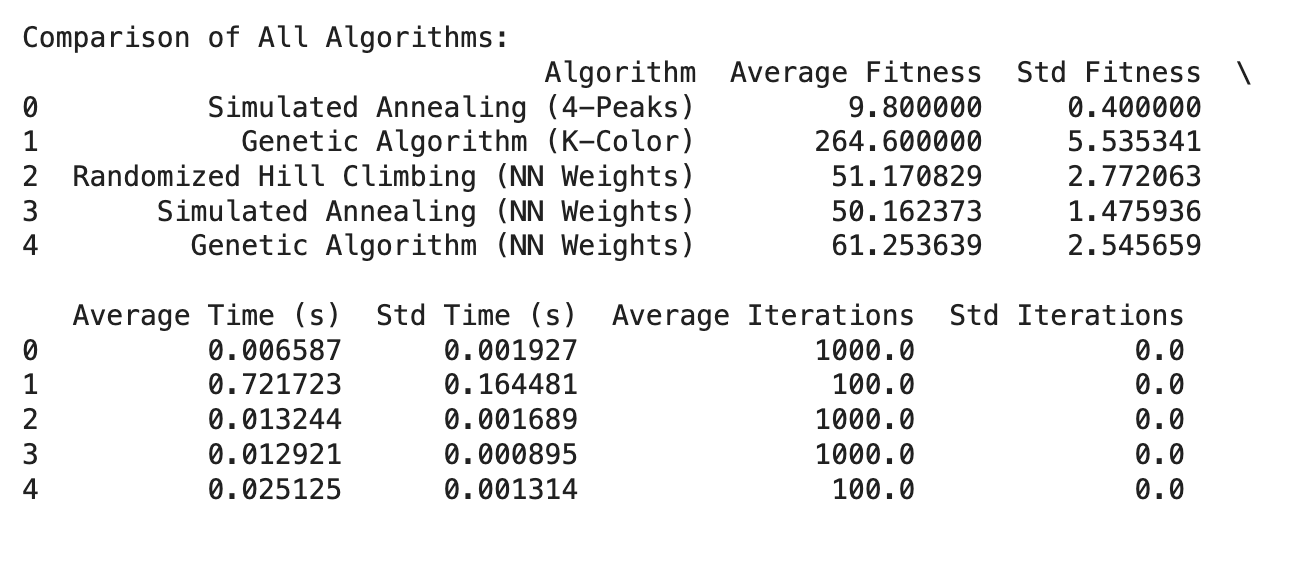 Comparison of All Algorithms:
                               Algorithm  Average Fitness  Std Fitness  \
0          Simulated Annealing (4-Peaks)         9.800000     0.400000
1            Genetic Algorithm (K-Color)       264.600000     5.535341
2  Randomized Hill Climbing (NN Weights)        51.170829     2.772063
3       Simulated Annealing (NN Weights)        50.162373     1.475936
4         Genetic Algorithm (NN Weights)        61.253639     2.545659

   Average Time (s)  Std Time (s)  Average Iterations  Std Iterations
0          0.006587      0.001927              1000.0             0.0
1          0.721723      0.164481               100.0             0.0
2          0.013244      0.001689              1000.0             0.0
3          0.012921      0.000895              1000.0             0.0
4          0.025125      0.001314               100.0             0.0